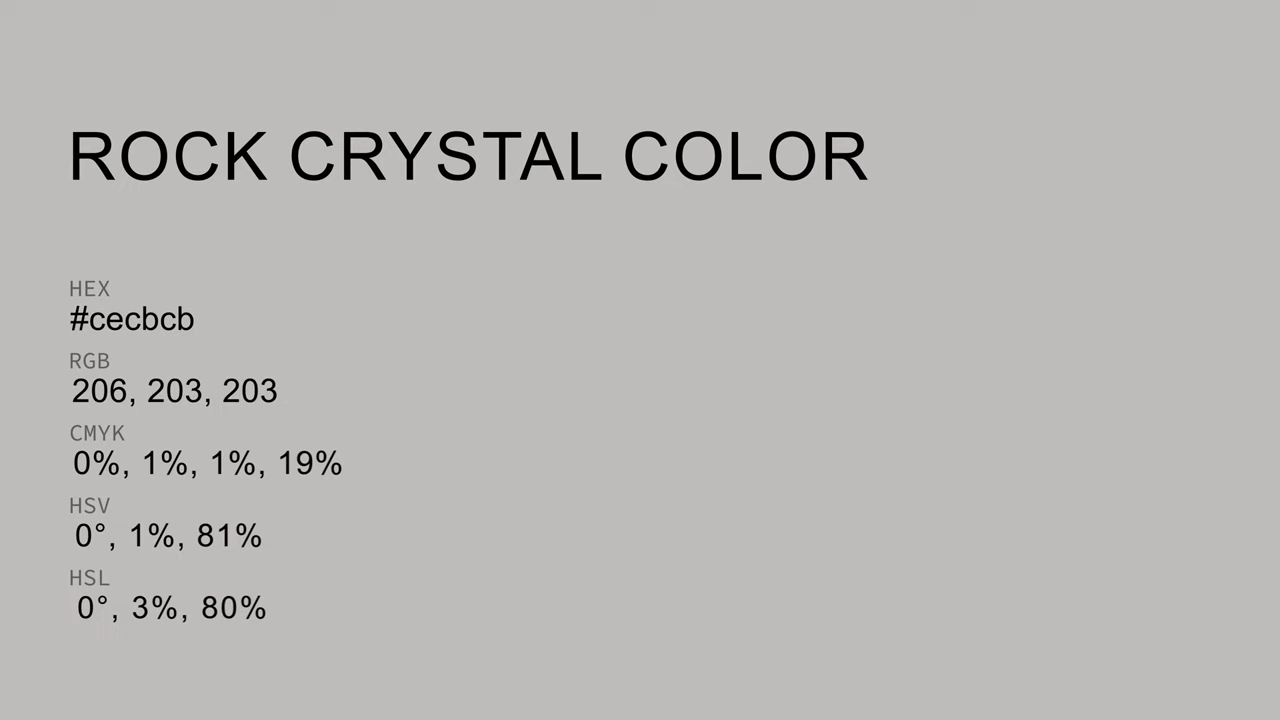 ROCK CRYSTAL COLOR
HEX
#cecbcb
RGB
206, 203, 203
CMYK
0%, 1%, 1%, 19%
HSV
0°, 1%, 81%
HSL
0°, 3%, 80%